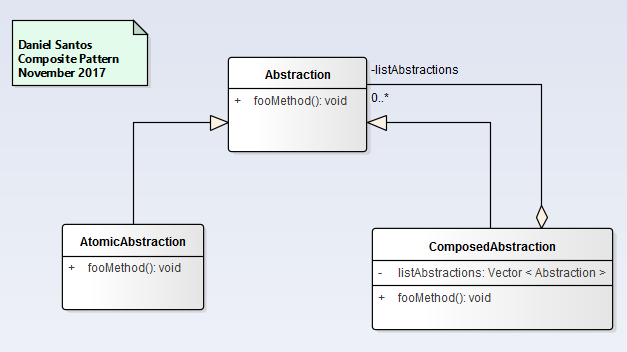 Daniel Santos
Composite Pattern
November 2017
Abstraction
+ fooMethod(): void
-listAbstractions
0..*
AtomicAbstraction
+ fooMethod(): void
ComposedAbstraction
- listAbstractions: Vector < Abstraction >
+ fooMethod(): void